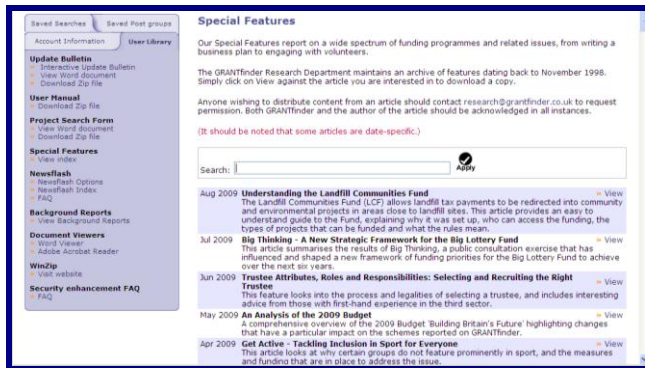 Saved Searches
Saved Post groups
Account Information
User Library
Update Bulletin
Interactive Update Bulletin
View Word document
Download Zip file
User Manual
Download Zip file
Project Search Form
View Word document
Download Zip file
Special Features
View index
Newsflash
Newsflash Options
Newsflash Index
FAQ
Background Reports
View Background Reports
Document Viewers
Word Viewer
Adobe Acrobat Reader
WinZip
Visit website
Security enhancement FAQ
FAQ
Special Features
Our Special Features report on a wide spectrum of funding programmes and related issues, from writing a
business plan to engaging with volunteers.
The GRANTfinder Research Department maintains an archive of features dating back to November 1998.
Simply click on View against the article you are interested in to download a copy.
Anyone wishing to distribute content from an article should contact research@grantfinder.co.uk to request
permission. Both GRANTfinder and the author of the article should be acknowledged in all instances.
(It should be noted that some articles are date-specific.)
Search:
Apply
Aug 2009 Understanding the Landfill Communities Fund » View
The Landfill Communities Fund (LCF) allows landfill tax payments to be redirected into community
and environmental projects in areas close to landfill sites. This article provides an easy to
understand guide to the Fund, explaining why it was set up, who can access the funding, the
types of projects that can be funded and what the rules mean.
Jul 2009 Big Thinking - A New Strategic Framework for the Big Lottery Fund » View
This article summarises the results of Big Thinking, a public consultation exercise that has
influenced and shaped a new framework of funding priorities for the Big Lottery Fund to achieve
over the next six years.
Jun 2009 Trustee Attributes, Roles and Responsibilities: Selecting and Recruiting the Right
Trustee » View
This feature looks into the process and legalities of selecting a trustee, and includes interesting
advice from those with first-hand experience in the third sector.
May 2009 An Analysis of the 2009 Budget » View
A comprehensive overview of the 2009 Budget 'Building Britain's Future' highlighting changes
that have a particular impact on the schemes reported on GRANTfinder.
Apr 2009 Get Active - Tackling Inclusion in Sport for Everyone » View
This article looks at why certain groups do not feature prominently in sport, and the measures
and funding that are in place to address the issue.